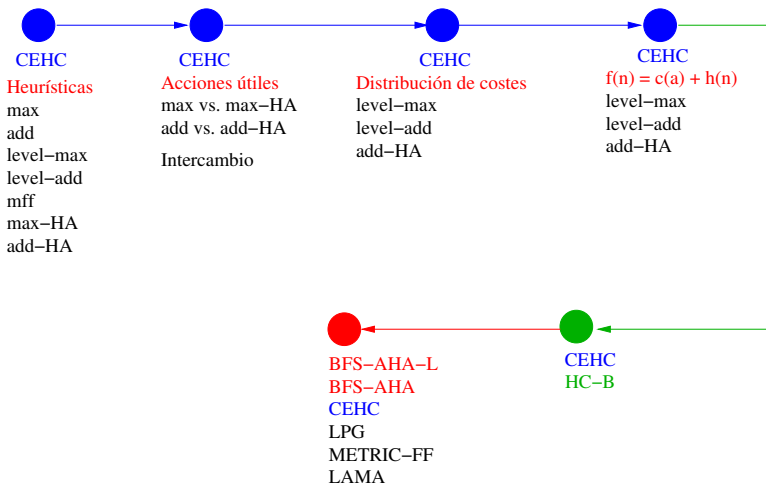 CEHC
Heurísticas
max
add
level−max
level−add
mff
max−HA
add−HA
CEHC
Acciones útiles
max vs. max−HA
add vs. add−HA
Intercambio
CEHC
Distribución de costes
level−max
level−add
add−HA
CEHC
f(n) = c(a) + h(n)
level−max
level−add
add−HA
BFS−AHA−L
BFS−AHA
CEHC
LPG
METRIC−FF
LAMA
CEHC
HC−B